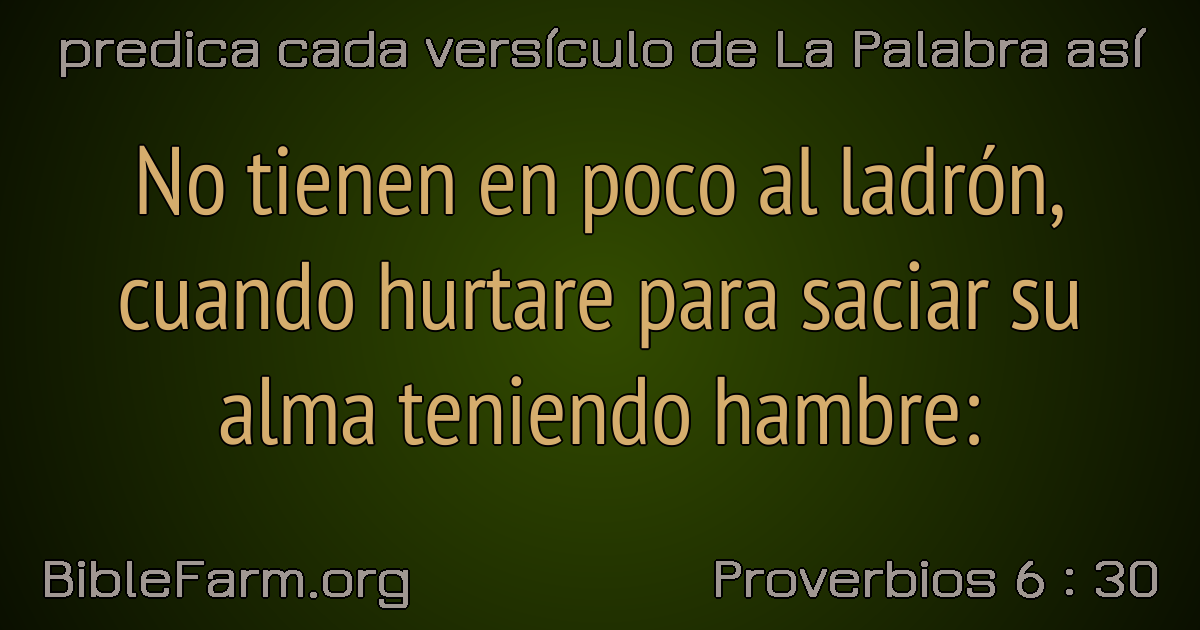 predica cada versículo de La Palabra así
No tienen en poco al ladrón,
cuando hurtare para saciar su
alma teniendo hambre:
BibleFarm.org
Proverbios 6 : 30